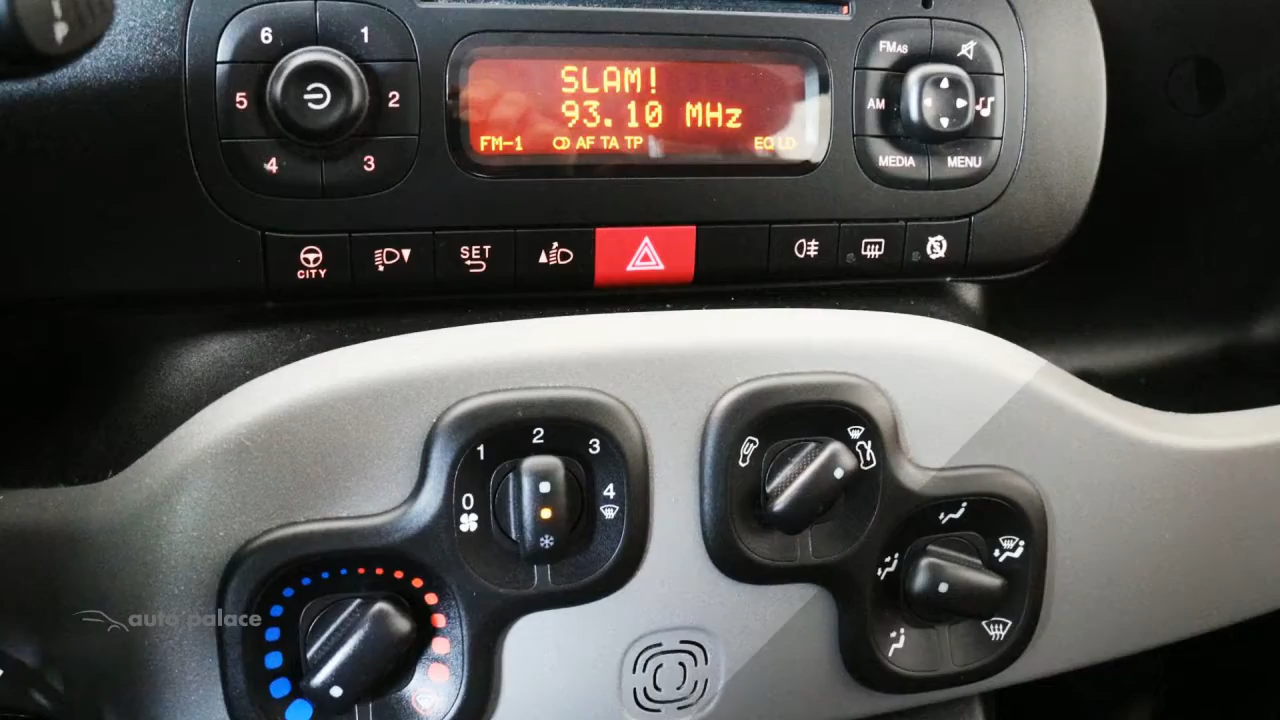 6 1
5 2
4 3
SLAM!
93.10 MHz
FM-1 AF TA TP EQ LD
FMAS
AM
MEDIA MENU
CITY
SET
0 1 2 3 4
auto palace